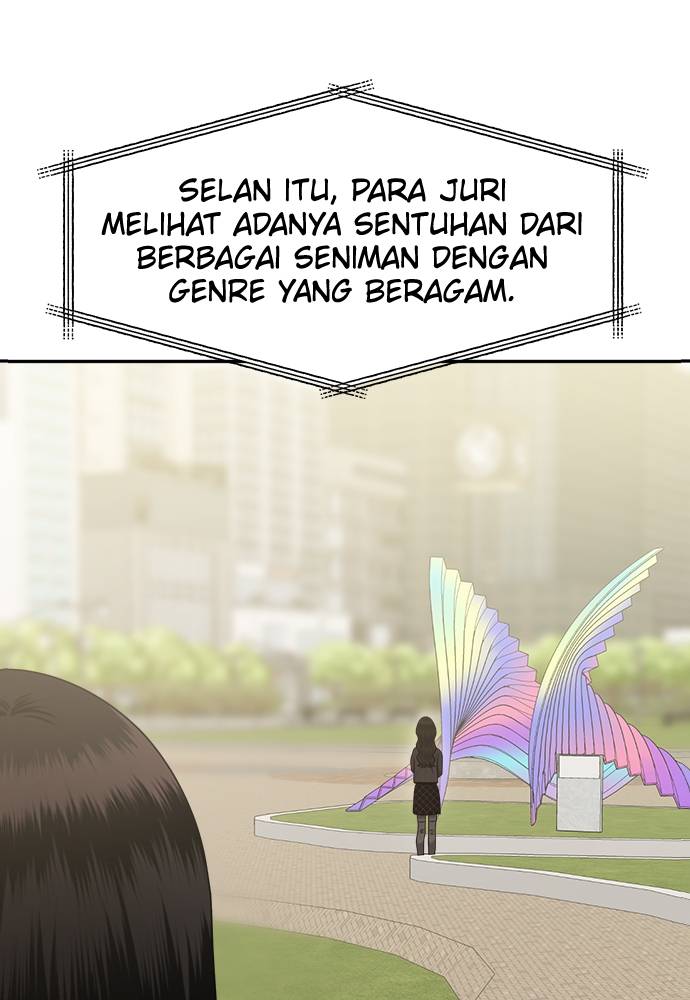 SELAN ITU, PARA JURI
MELIHAT ADANYA SENTUHAN DARI
BERBAGAI SENIMAN DENGAN
GENRE YANG BERAGAM.